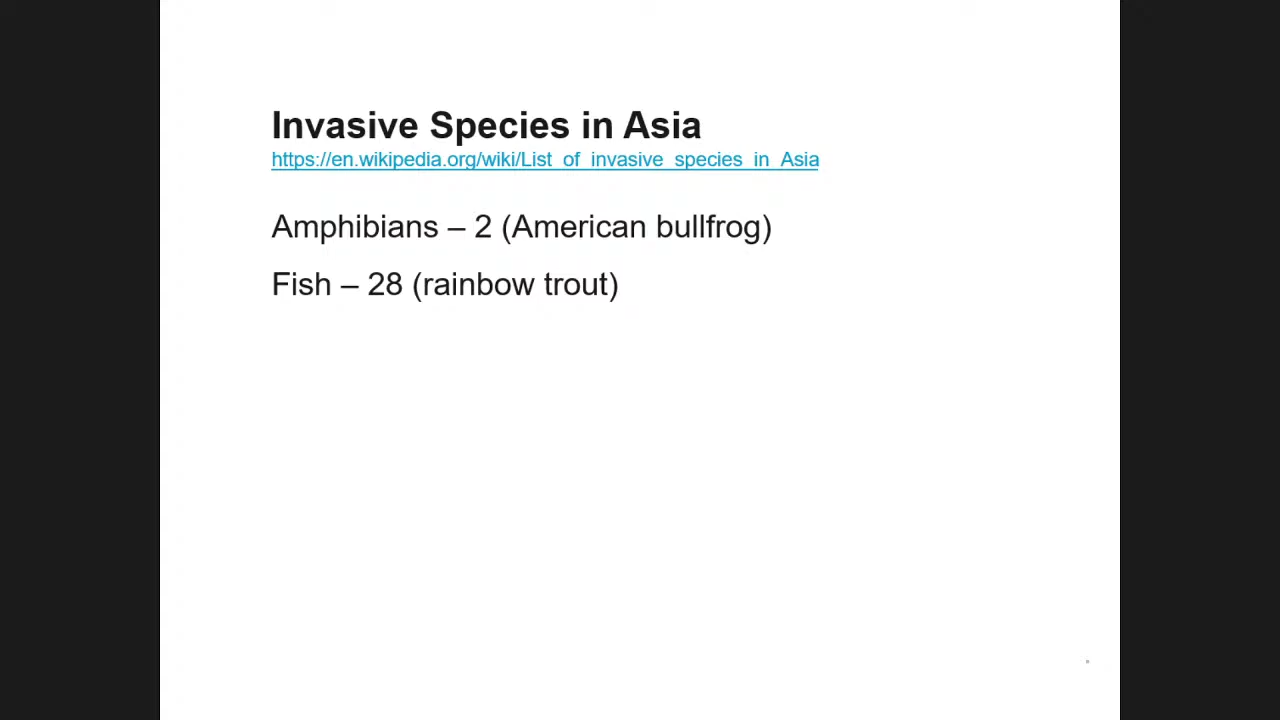 Invasive Species in Asia
https://en.wikipedia.org/wiki/List_of_invasive_species_in_Asia
Amphibians – 2 (American bullfrog)
Fish – 28 (rainbow trout)